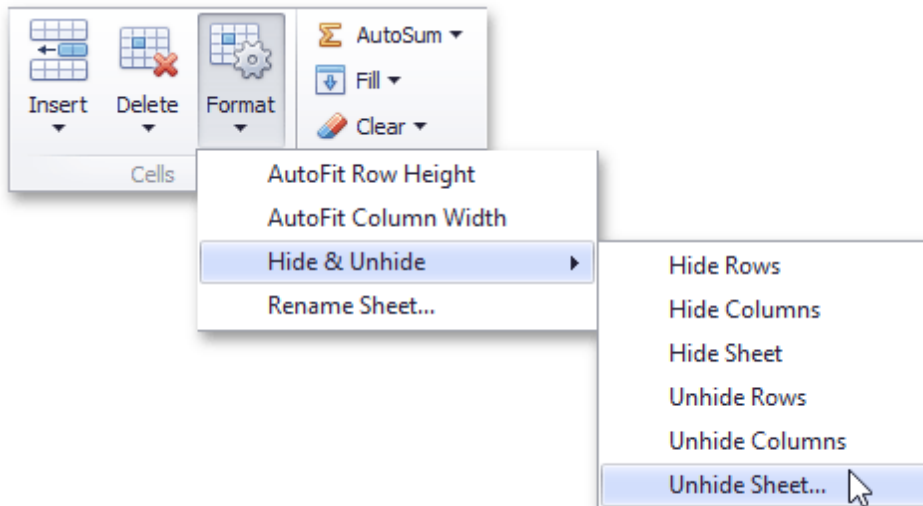 AutoSum
Fill
Insert Delete Format
Clear
Cells
AutoFit Row Height
AutoFit Column Width
Hide & Unhide
Rename Sheet...
Hide Rows
Hide Columns
Hide Sheet
Unhide Rows
Unhide Columns
Unhide Sheet...